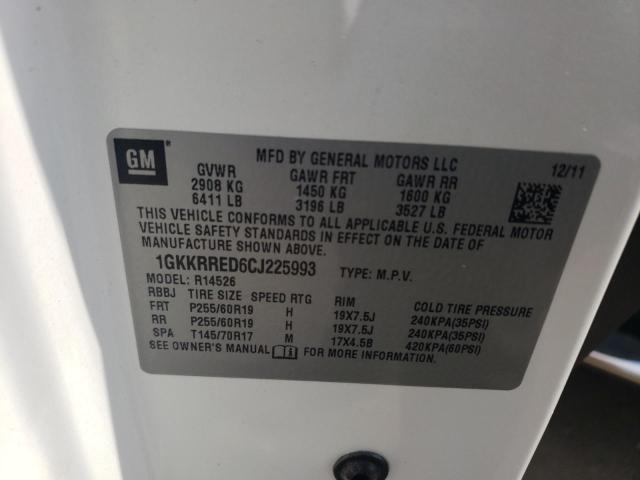 GM
MFD BY GENERAL MOTORS LLC 12/11
GVWR GAWR FRT GAWR RR
2908 KG 1450 KG 1600 KG
6411 LB 3196 LB 3527 LB
THIS VEHICLE CONFORMS TO ALL APPLICABLE U.S. FEDERAL MOTOR
VEHICLE SAFETY STANDARDS IN EFFECT ON THE DATE OF
MANUFACTURE SHOWN ABOVE.
1GKKRRED6CJ225993 TYPE: M.P.V.
MODEL: R14526
RBBJ TIRE SIZE SPEED RTG RIM COLD TIRE PRESSURE
FRT P255/60R19 H 19X7.5J 240KPA(35PSI)
RR P255/60R19 H 19X7.5J 240KPA(35PSI)
SPA T145/70R17 M 17X4.5B 420KPA(60PSI)
SEE OWNER'S MANUAL FOR MORE INFORMATION.